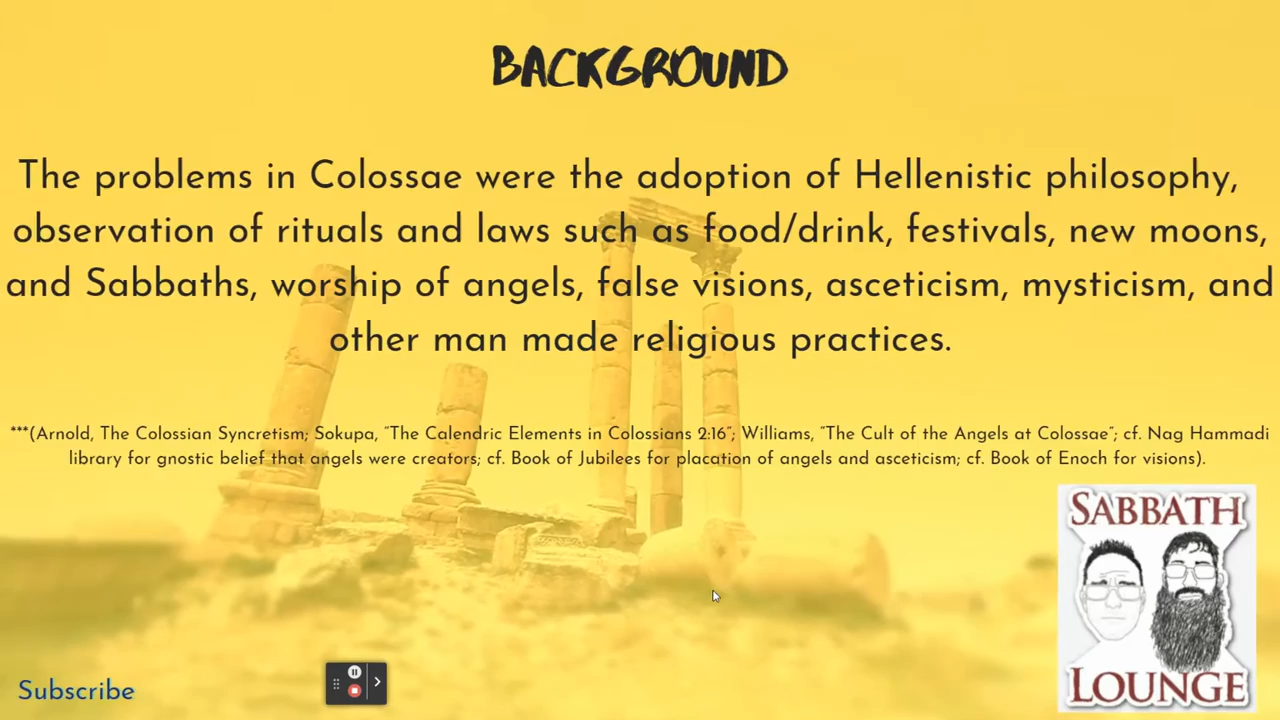 BACKGROUND
The problems in Colossae were the adoption of Hellenistic philosophy,
observation of rituals and laws such as food/drink, festivals, new moons,
and Sabbaths, worship of angels, false visions, asceticism, mysticism, and
other man made religious practices.
***(Arnold, The Colossian Syncretism; Sokupa, “The Calendric Elements in Colossians 2:16”; Williams, “The Cult of the Angels at Colossae”; cf. Nag Hammadi
library for gnostic belief that angels were creators; cf. Book of Jubilees for placation of angels and asceticism; cf. Book of Enoch for visions).
SABBATH
LOUNGE
Subscribe